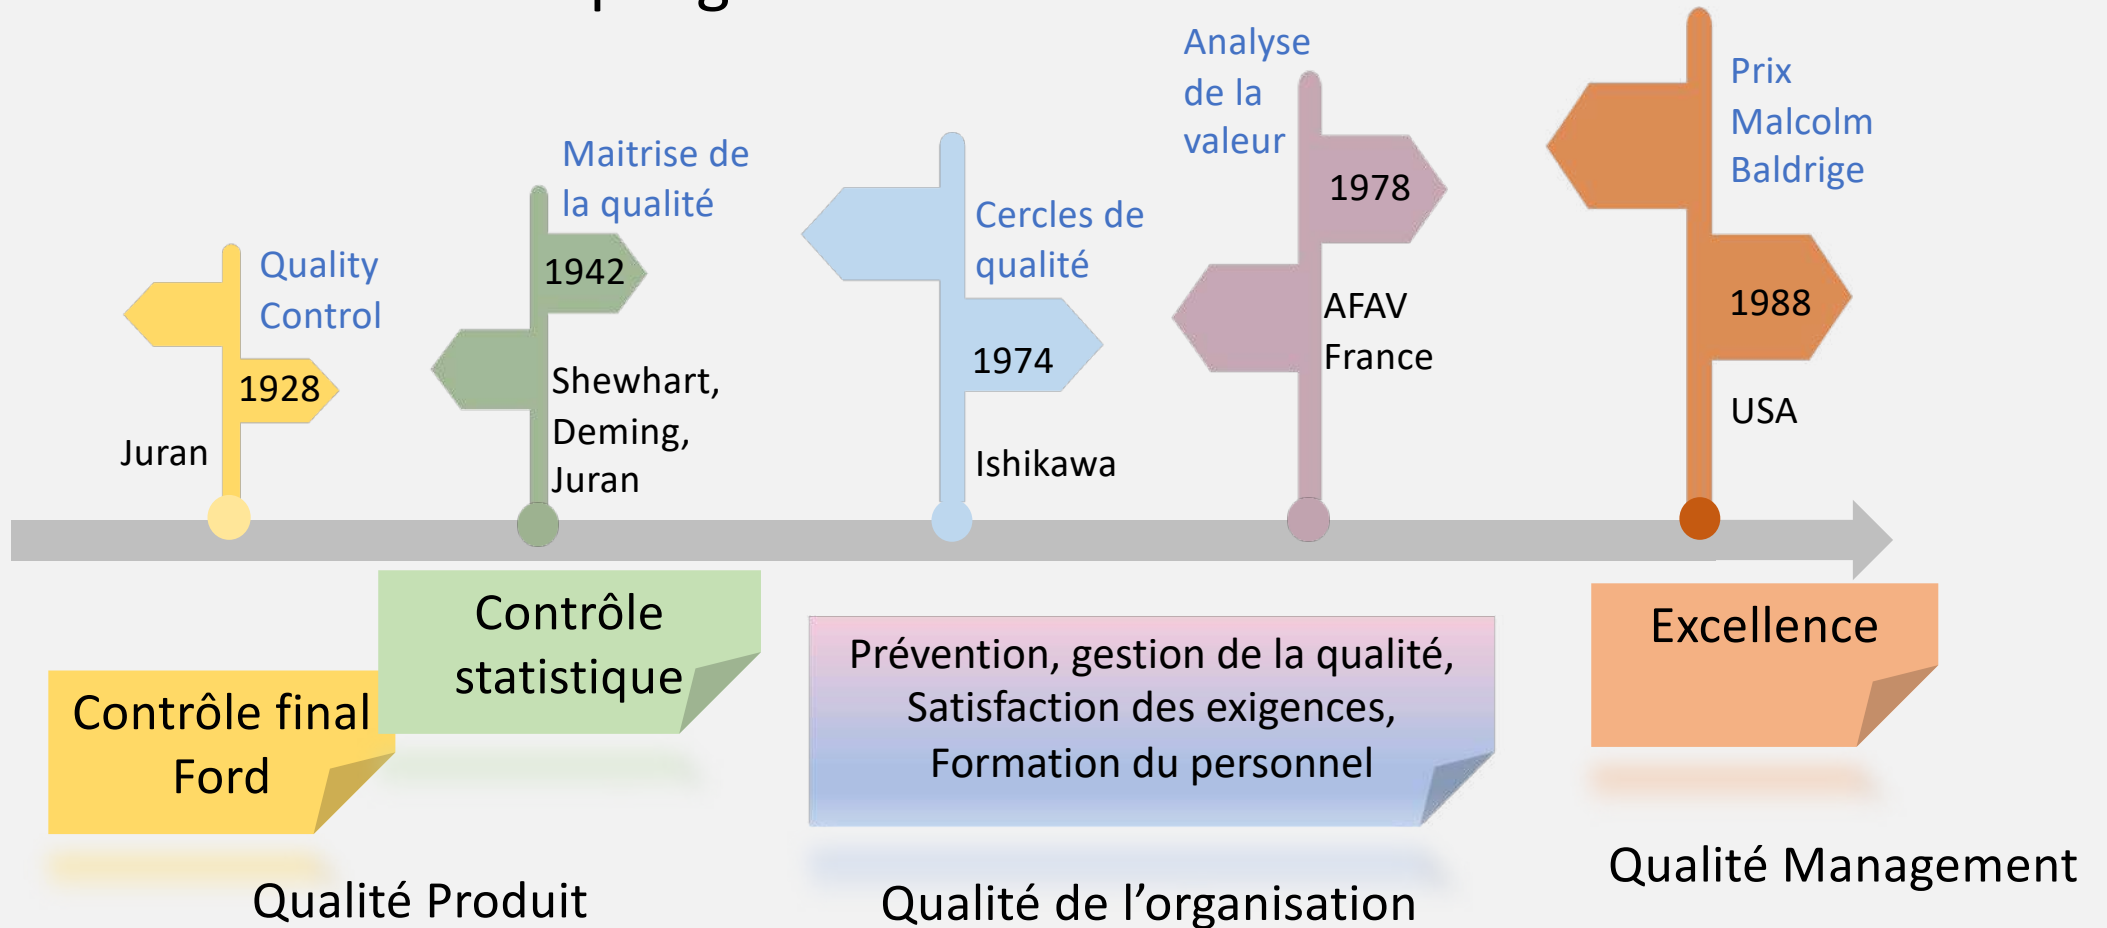 Quality
Control
1928
Juran
Maitrise de
la qualité
1942
Shewhart,
Deming,
Juran
Cercles de
qualité
1974
Ishikawa
Analyse
de la
valeur
1978
AFAV
France
Prix
Malcolm
Baldrige
1988
USA
Contrôle final
Ford
Contrôle
statistique
Prévention, gestion de la qualité,
Satisfaction des exigences,
Formation du personnel
Excellence
Qualité Produit
Qualité de l’organisation
Qualité Management